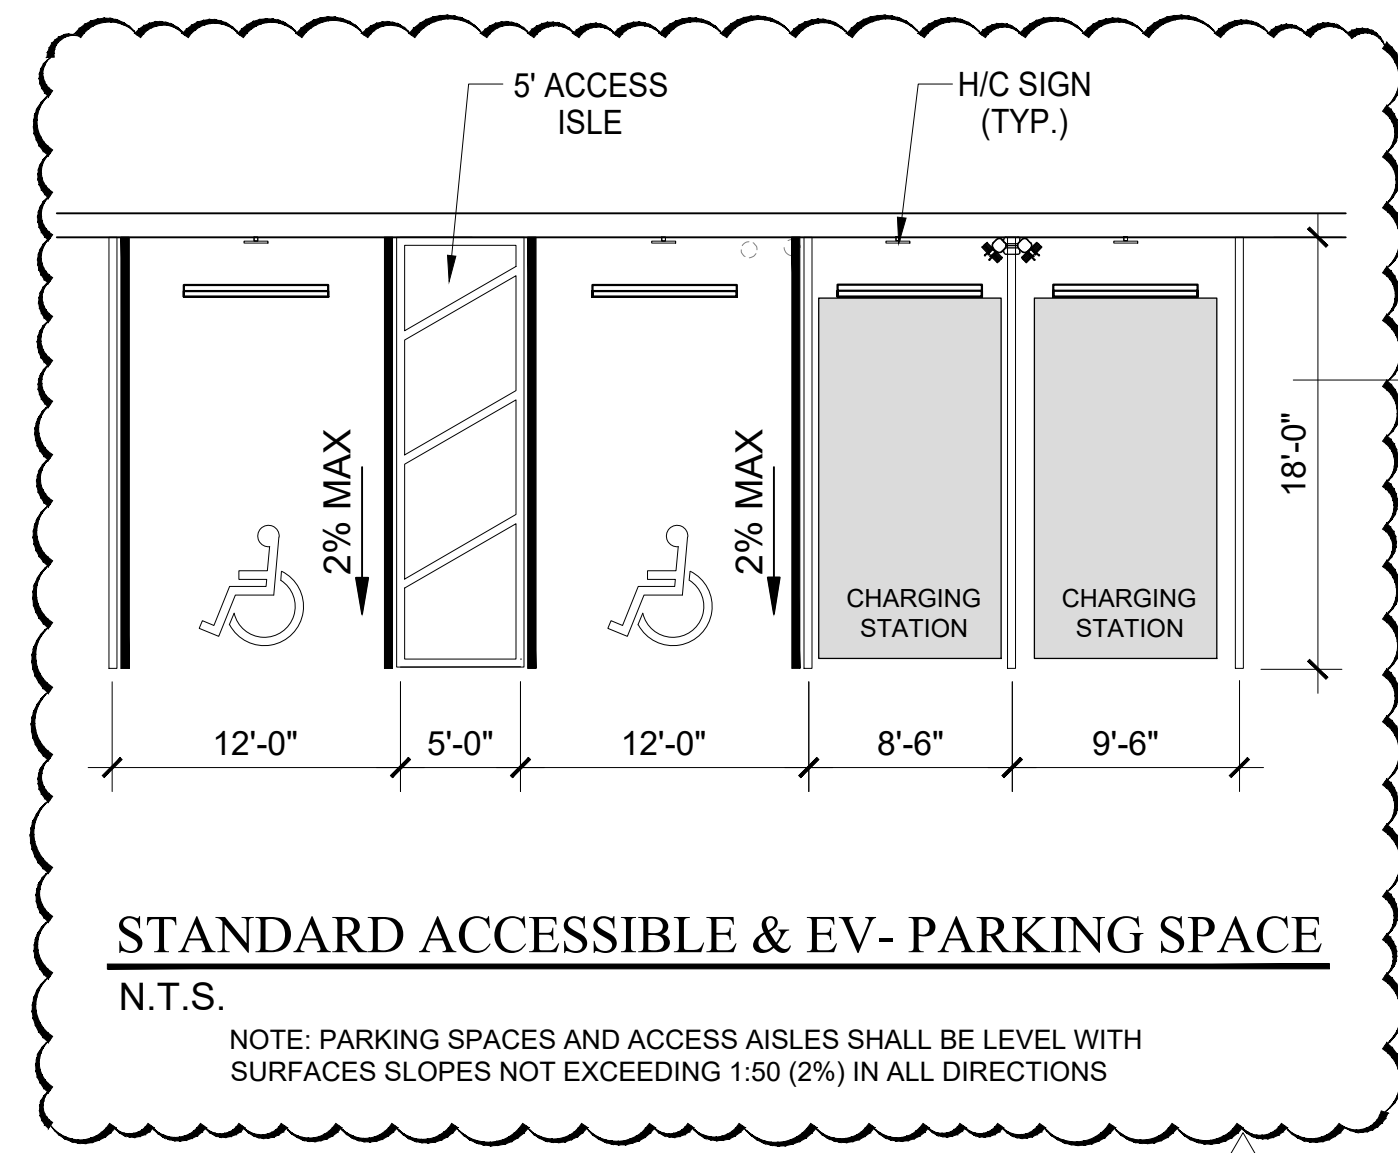 5' ACCESS
ISLE
H/C SIGN
(TYP.)
2% MAX
2% MAX
18'-0"
CHARGING
STATION
CHARGING
STATION
12'-0"
5'-0"
12'-0"
8'-6"
9'-6"
STANDARD ACCESSIBLE & EV- PARKING SPACE
N.T.S.
NOTE: PARKING SPACES AND ACCESS AISLES SHALL BE LEVEL WITH
SURFACES SLOPES NOT EXCEEDING 1:50 (2%) IN ALL DIRECTIONS